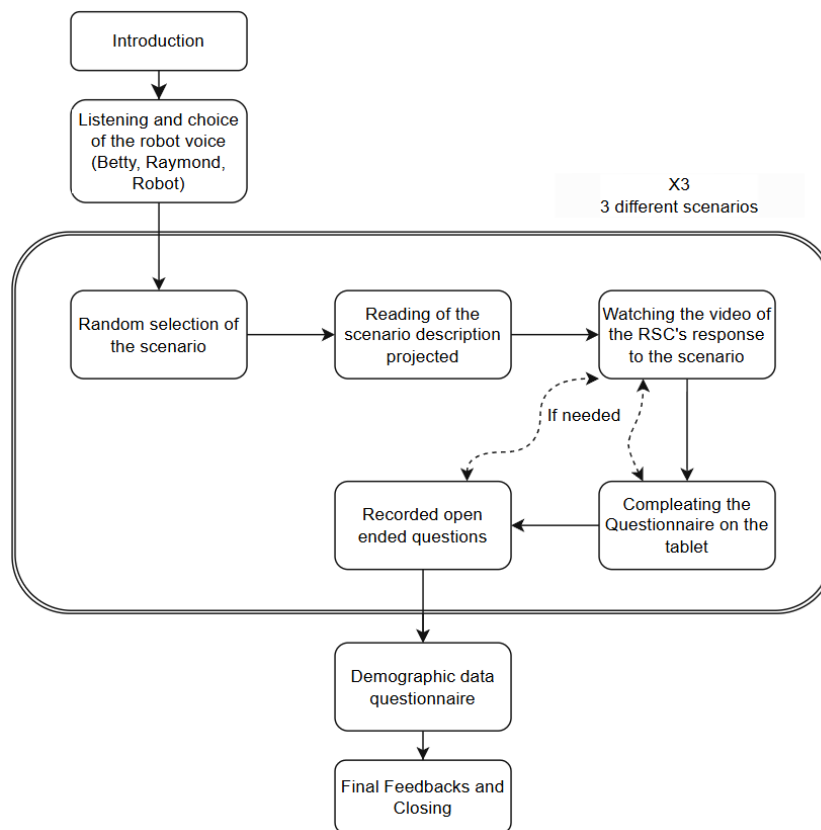 Introduction
Listening and choice
of the robot voice
(Betty, Raymond,
Robot)
X3
3 different scenarios
Random selection of
the scenario
Reading of the
scenario description
projected
Watching the video of
the RSC's response
to the scenario
If needed
Recorded open
ended questions
Compleating the
Questionnaire on the
tablet
Demographic data
questionnaire
Final Feedbacks and
Closing